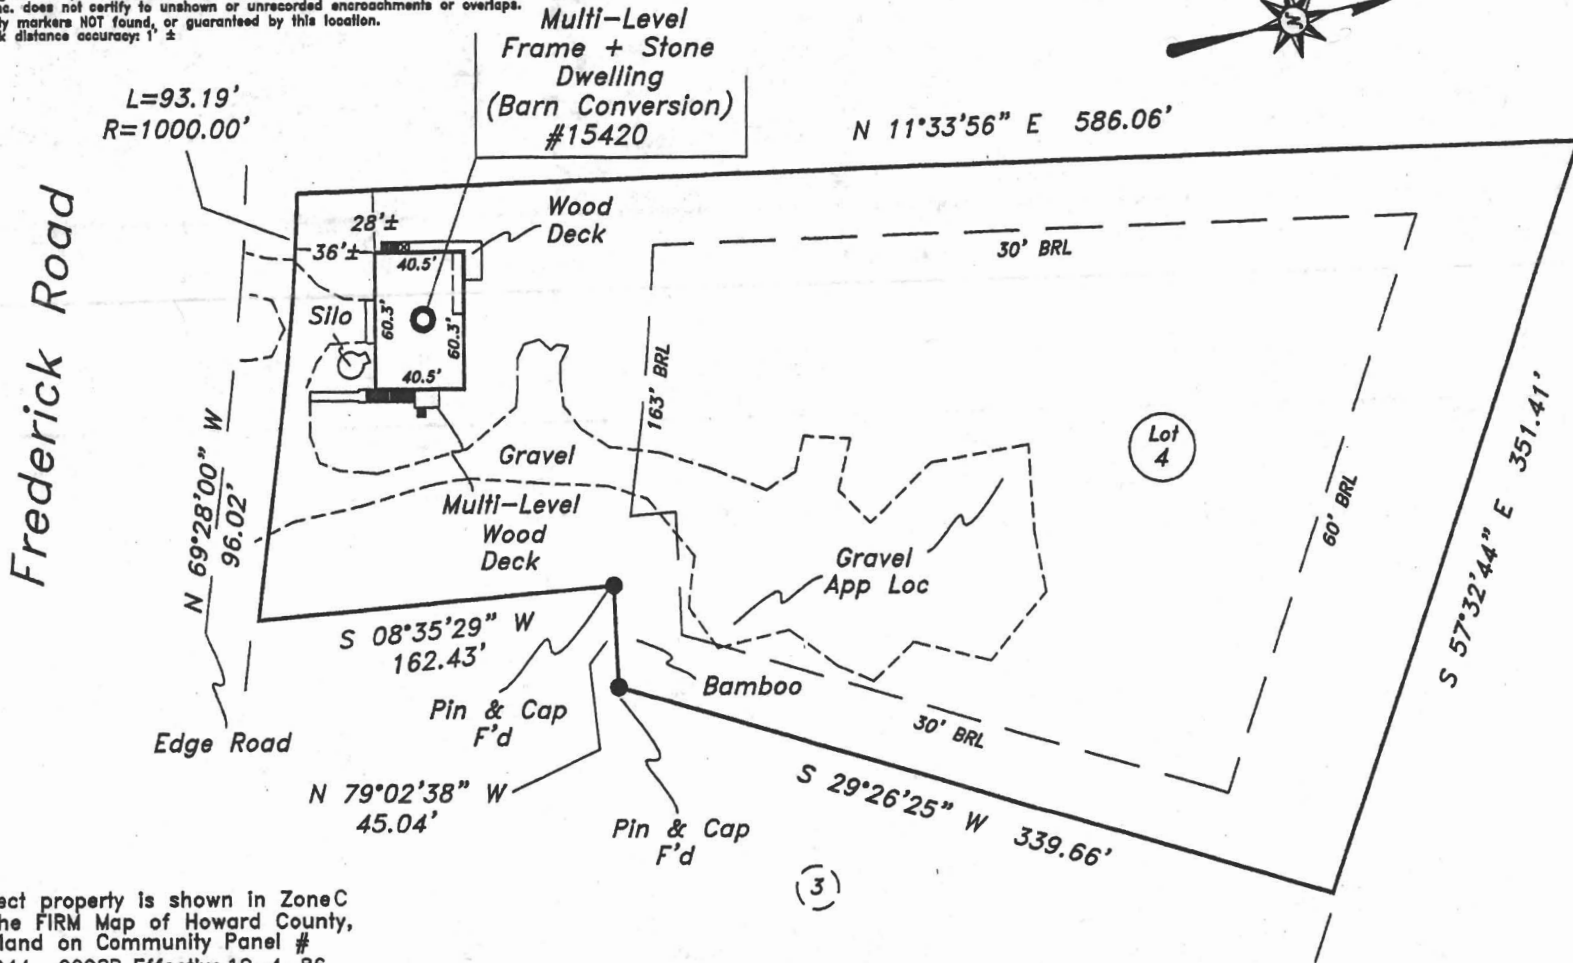 does not certify to unshown or unrecorded encroachments or overlaps.
markers NOT found, or guaranteed by this location.
distance accuracy: 1' ±
Multi-Level
Frame + Stone
Dwelling
(Barn Conversion)
#15420
N
L=93.19'
R=1000.00'
N 11°33'56" E 586.06'
Frederick Road
28'±
36'±
Wood
Deck
40.5'
30' BRL
Silo
60.3'
60.3'
40.5'
163' BRL
Lot
4
S 57°32'44" E 351.41'
60' BRL
N 69°28'00" W
96.02'
Gravel
Multi-Level
Wood
Deck
Gravel
App Loc
S 08°35'29" W
162.43'
Bamboo
Pin & Cap
F'd
30' BRL
Edge Road
N 79°02'38" W
45.04'
S 29°26'25" W 339.66'
Pin & Cap
F'd
3
property is shown in Zone C
FIRM Map of Howard County,
on Community Panel #